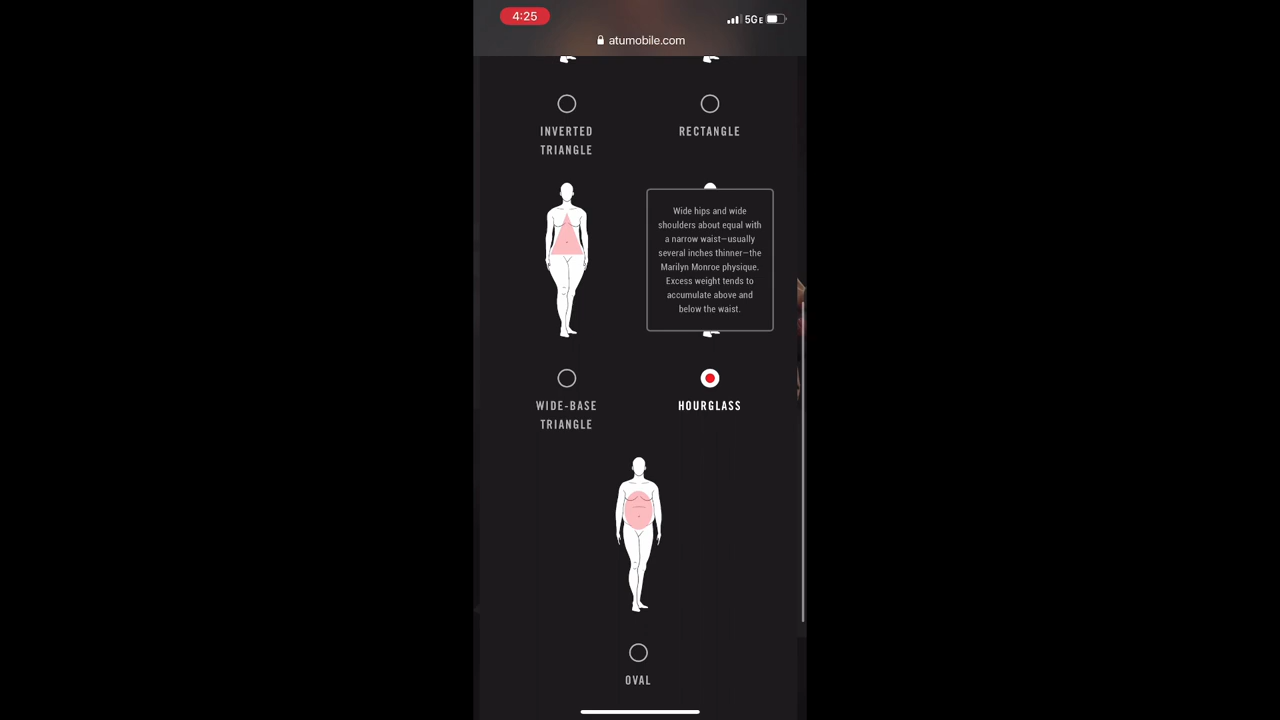 4:25
5GE
atumobile.com
INVERTED
TRIANGLE
RECTANGLE
Wide hips and wide
shoulders about equal with
a narrow waist—usually
several inches thinner—the
Marilyn Monroe physique.
Excess weight tends to
accumulate above and
below the waist.
WIDE-BASE
TRIANGLE
HOURGLASS
OVAL